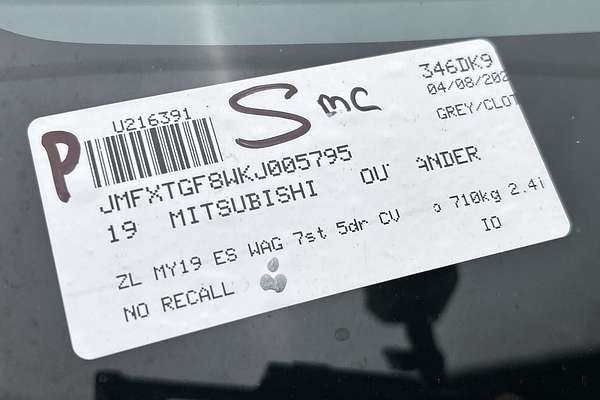 U216391
P
S mc
346DK9
04/08/202
GREY/CLOT
JMFXTGF8WKJ005795
19 MITSUBISHI OU ANDER
ZL MY19 ES WAG 7st 5dr CV 710kg 2.4i
NO RECALL
IO